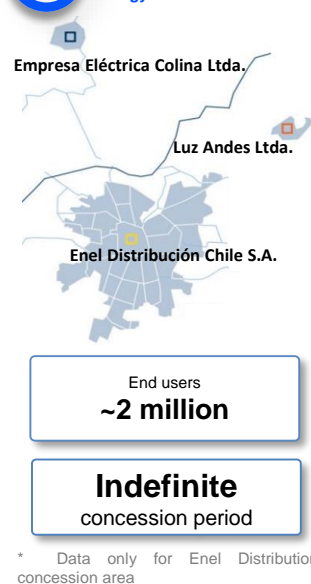 Empresa Eléctrica Colina Ltda.
Luz Andes Ltda.
Enel Distribución Chile S.A.
End users
~2 million
Indefinite
concession period
* Data only for Enel Distribution
concession area